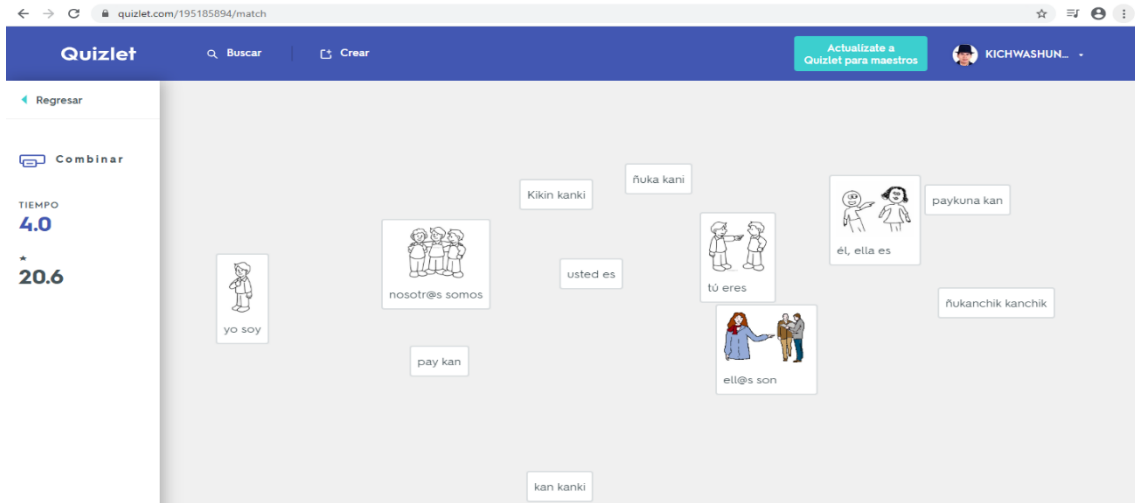 quizlet.com/195185894/match
Quizlet
Buscar
Crear
Actualízate a
Quizlet para maestros
KICHWASHUN...
Regresar
Combinar
TIEMPO
4.0
20.6
ñuka kani
Kikin kanki
paykuna kan
él, ella es
usted es
tú eres
nosotr@s somos
ñukanchik kanchik
yo soy
pay kan
ell@s son
kan kanki